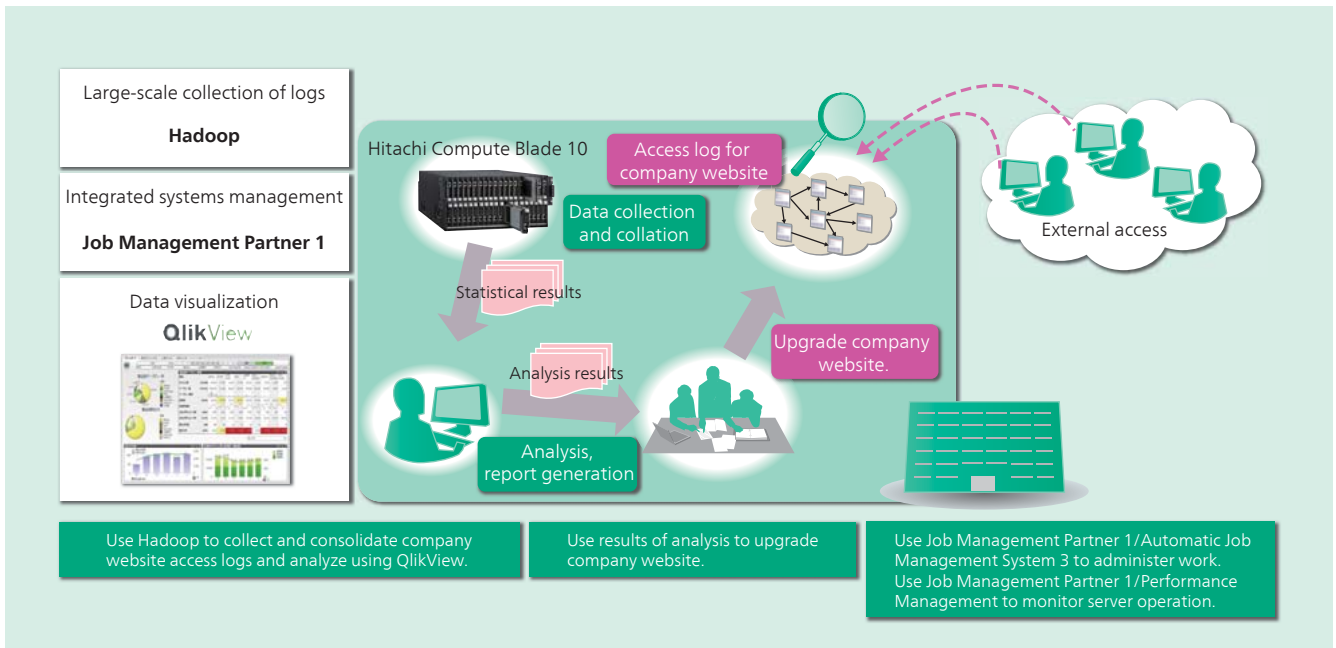 Large-scale collection of logs
Hadoop
Integrated systems management
Job Management Partner 1
Data visualization
QlikView
Hitachi Compute Blade 10
Access log for
company website
Data collection
and collation
External access
Statistical results
Upgrade company
website.
Analysis results
Analysis,
report generation
Use Hadoop to collect and consolidate company
website access logs and analyze using QlikView.
Use results of analysis to upgrade
company website.
Use Job Management Partner 1/Automatic Job
Management System 3 to administer work.
Use Job Management Partner 1/Performance
Management to monitor server operation.